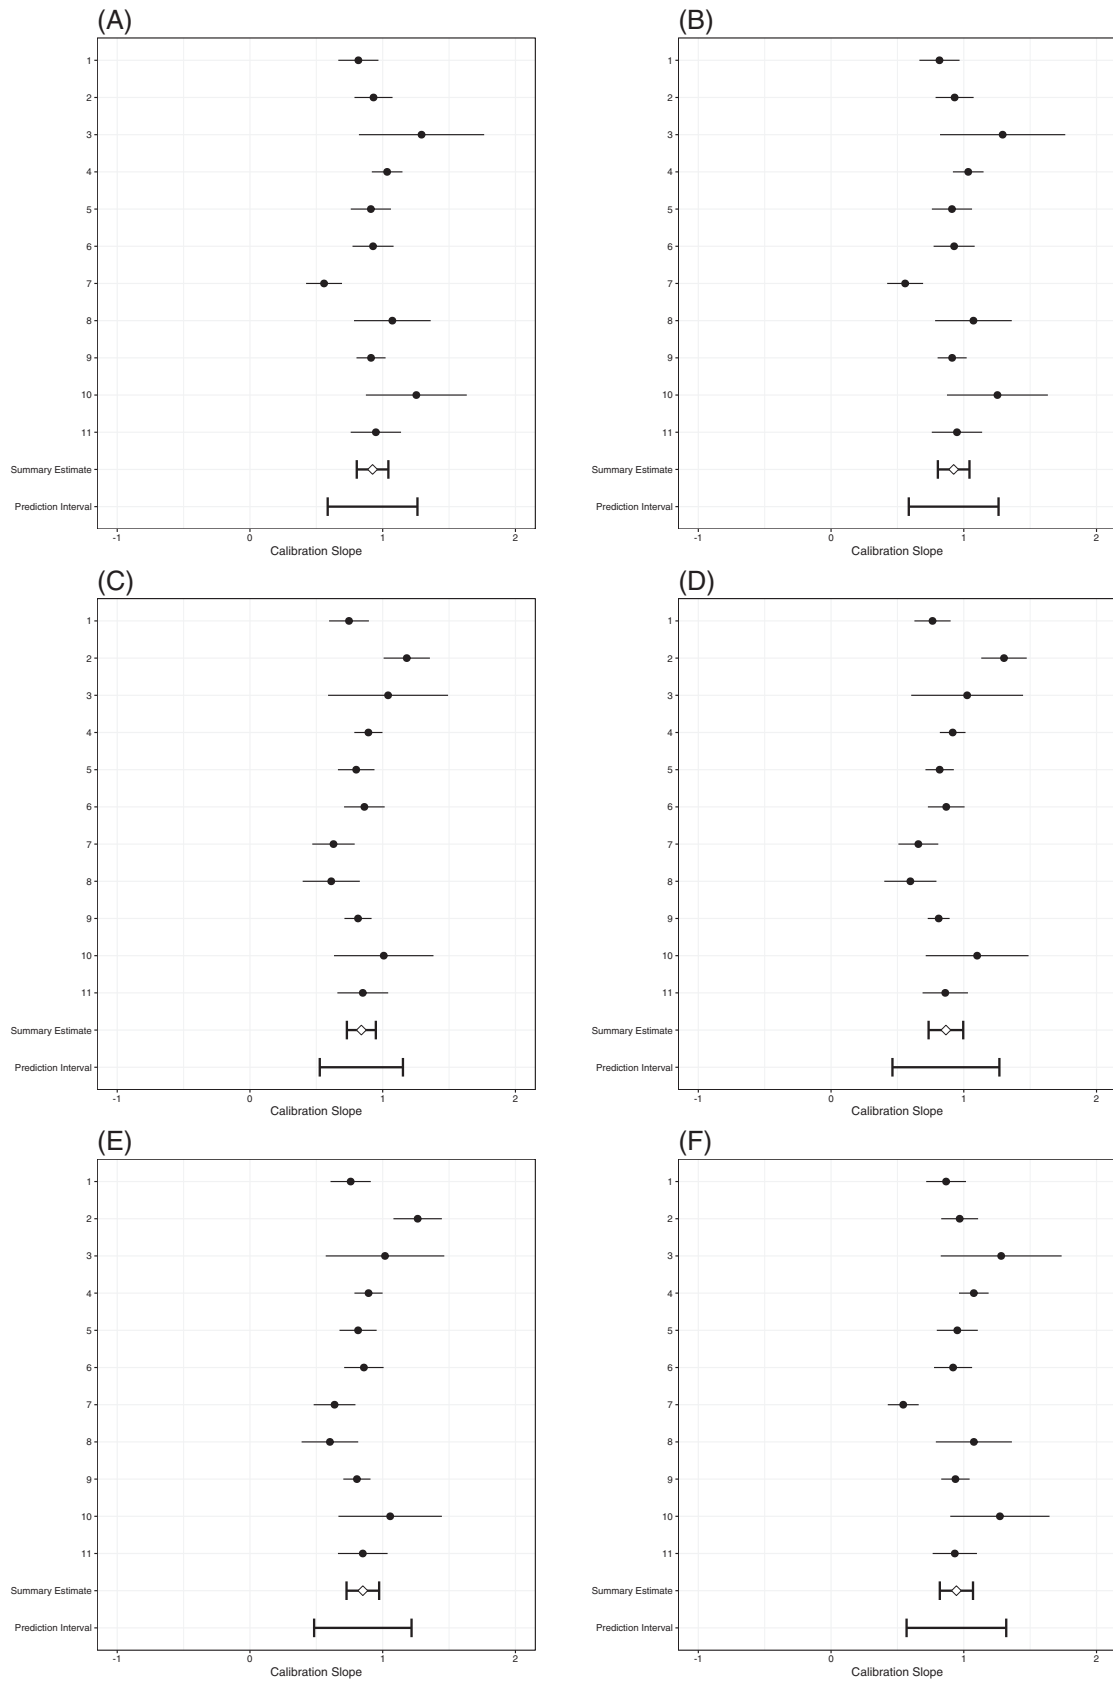 (A)
1
2
3
4
5
6
7
8
9
10
11
Summary Estimate
Prediction Interval
-1 0 1 2
Calibration Slope
(B)
1
2
3
4
5
6
7
8
9
10
11
Summary Estimate
Prediction Interval
-1 0 1 2
Calibration Slope
(C)
1
2
3
4
5
6
7
8
9
10
11
Summary Estimate
Prediction Interval
-1 0 1 2
Calibration Slope
(D)
1
2
3
4
5
6
7
8
9
10
11
Summary Estimate
Prediction Interval
-1 0 1 2
Calibration Slope
(E)
1
2
3
4
5
6
7
8
9
10
11
Summary Estimate
Prediction Interval
-1 0 1 2
Calibration Slope
(F)
1
2
3
4
5
6
7
8
9
10
11
Summary Estimate
Prediction Interval
-1 0 1 2
Calibration Slope